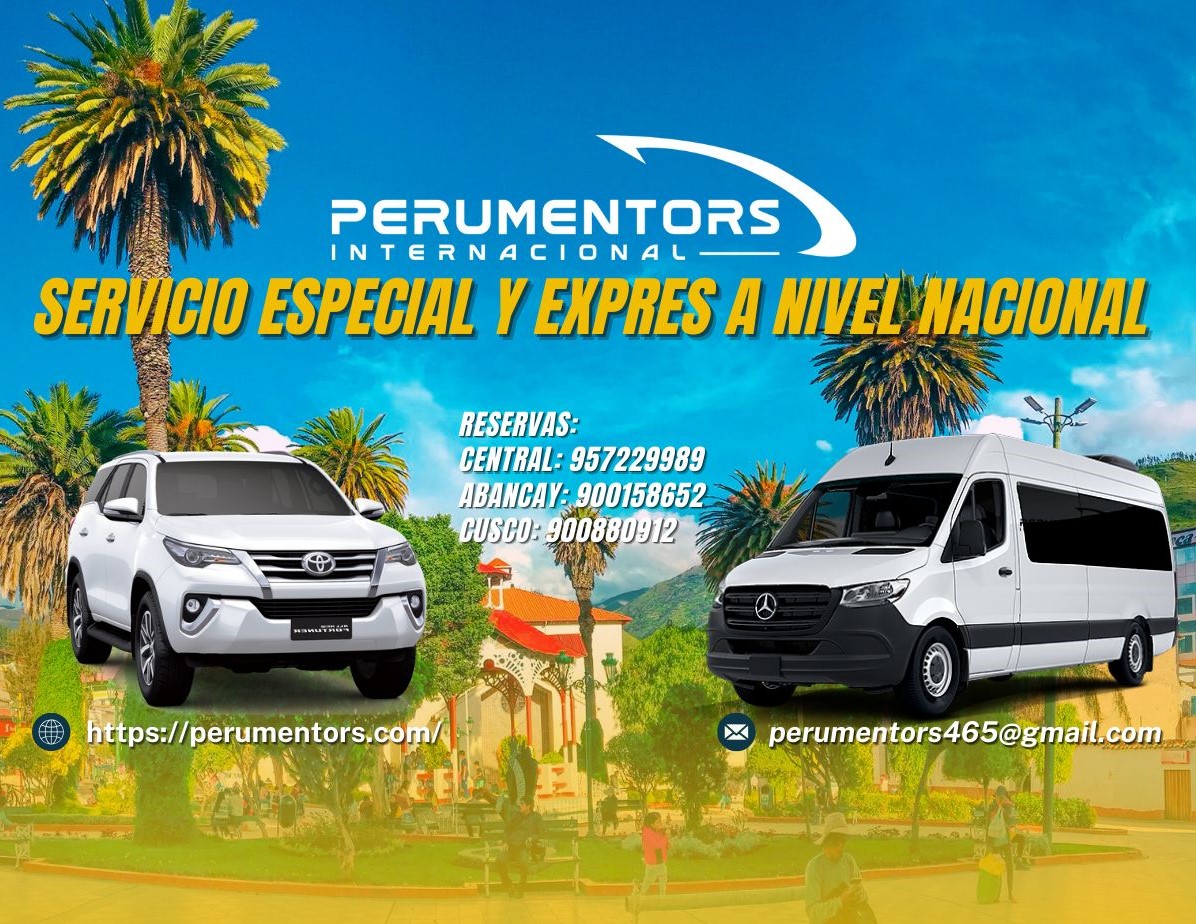 PERUMENTORS
INTERNACIONAL
SERVICIO ESPECIAL Y EXPRES A NIVEL NACIONAL
RESERVAS:
CENTRAL: 957229989
ABANCAY: 900158652
CUSCO: 900880912
FORTUNER
https://perumentors.com/
perumentors465@gmail.com